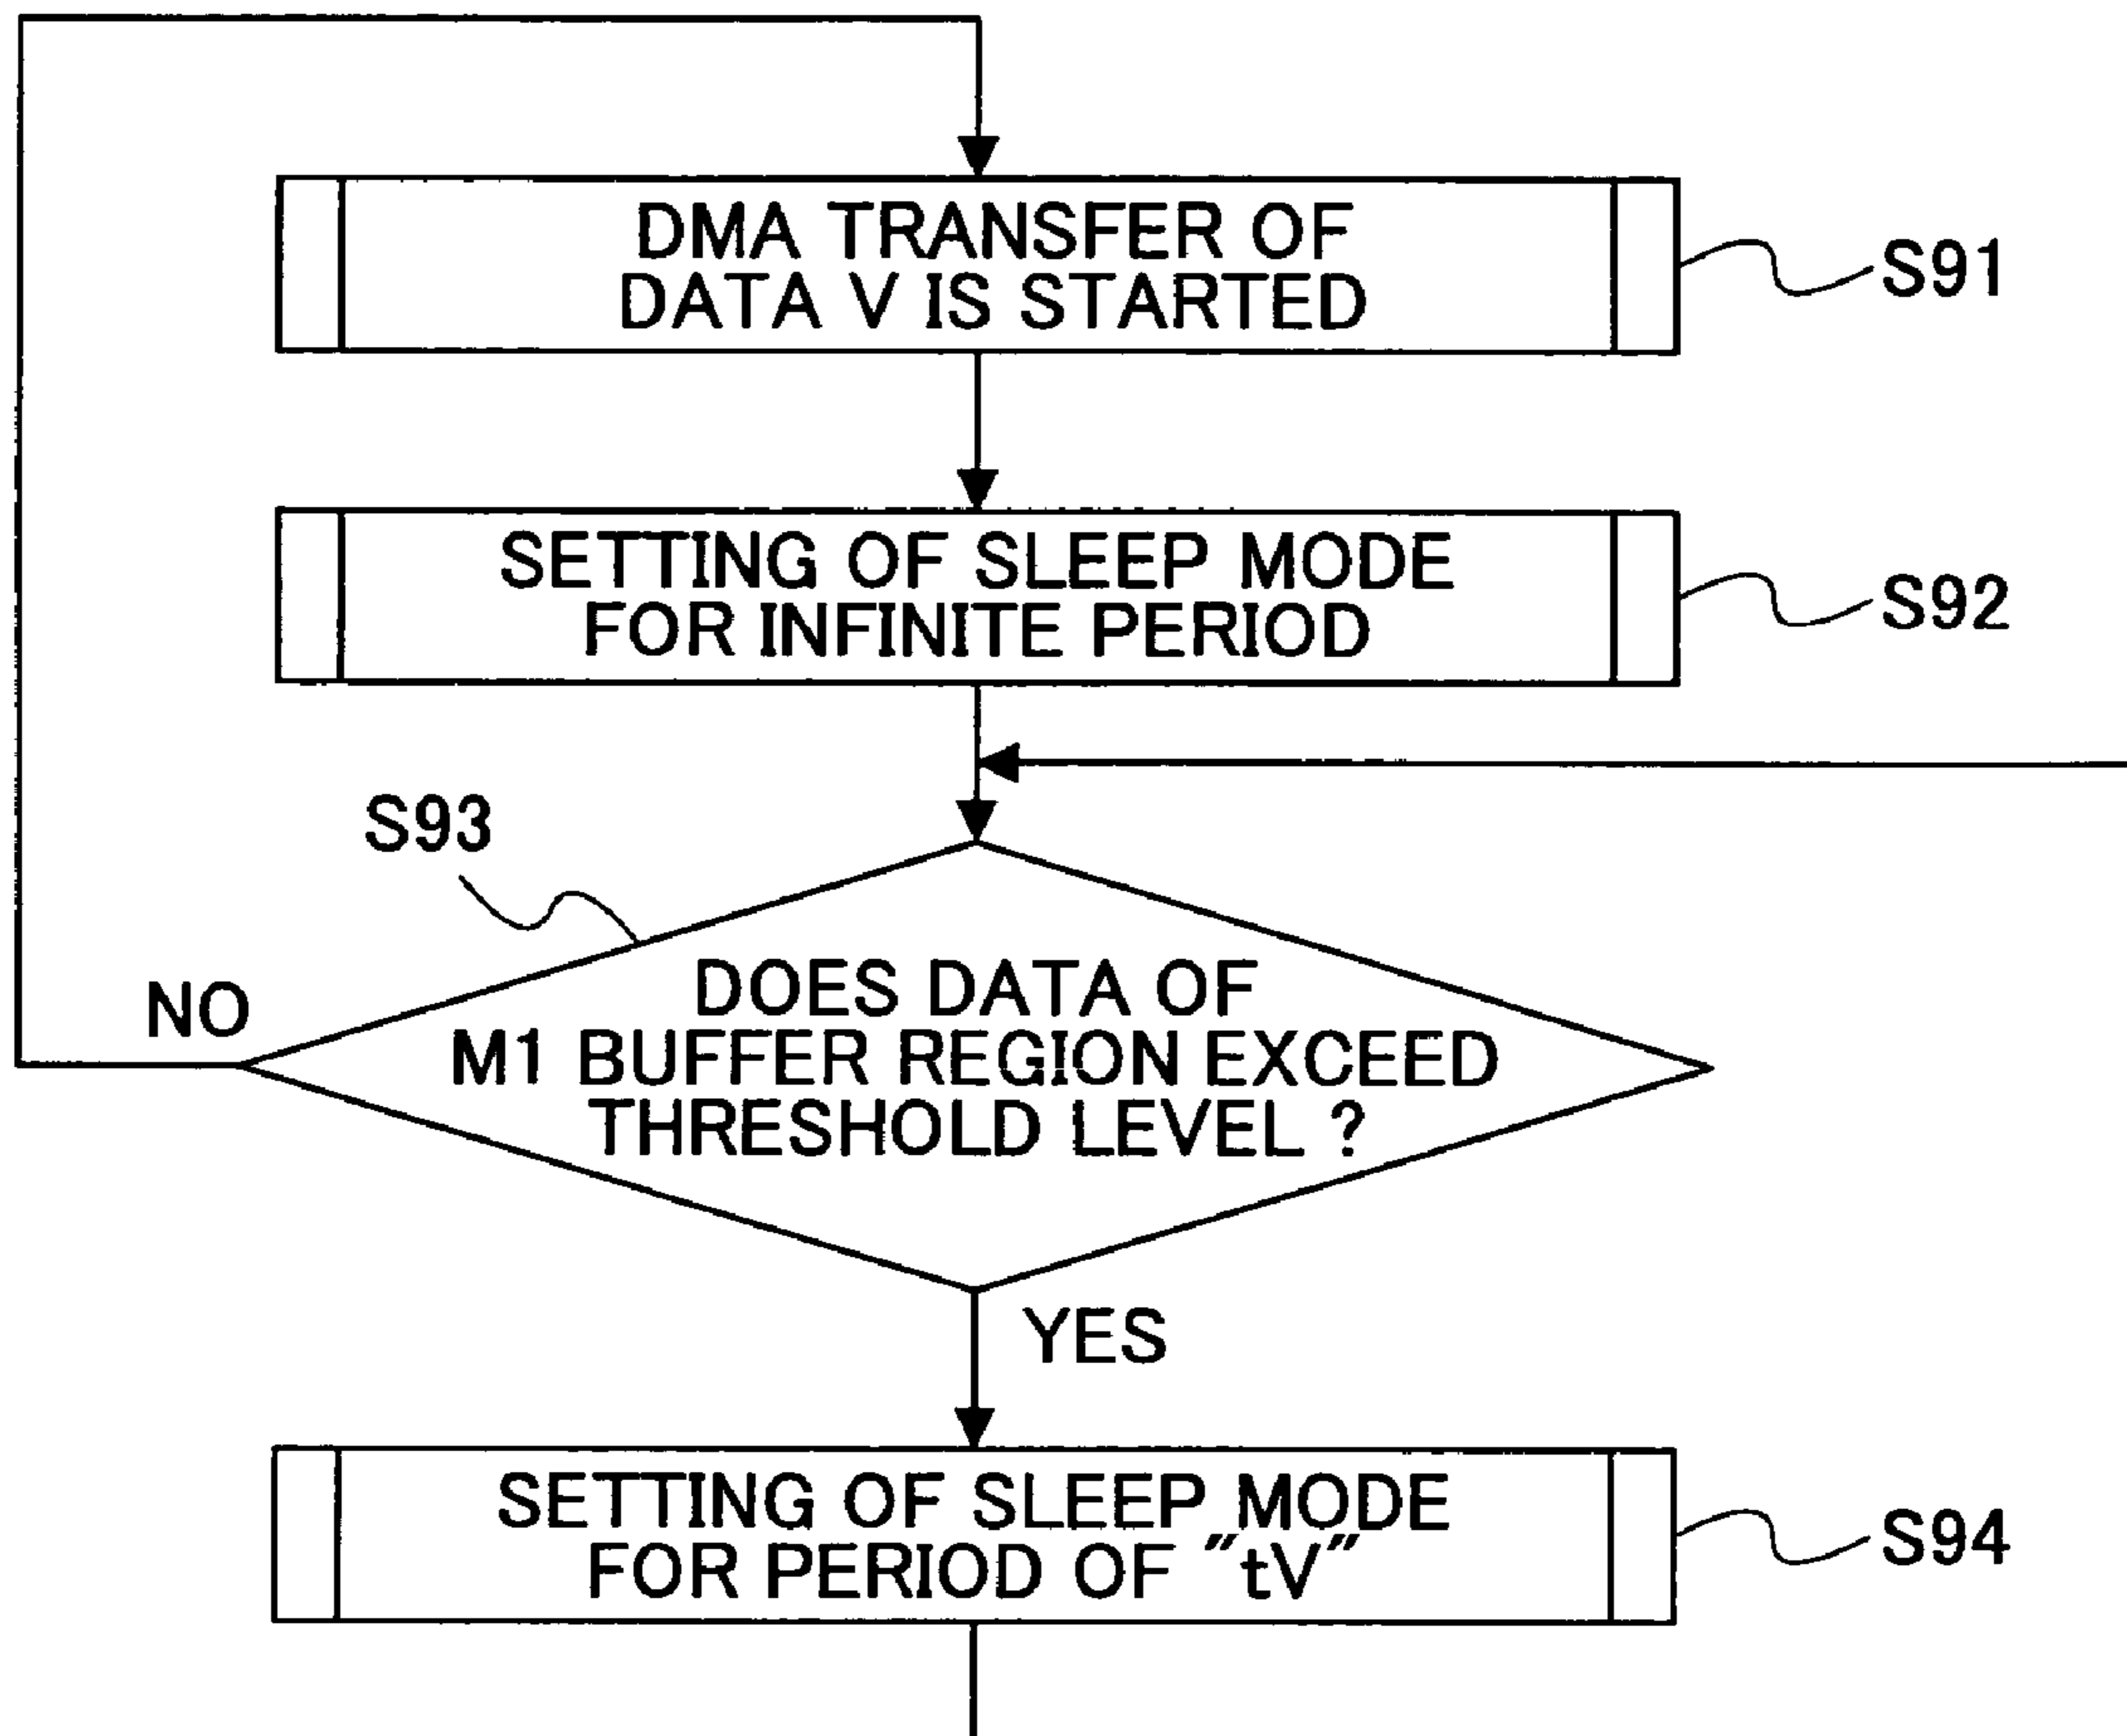 DMA TRANSFER OF
DATA V IS STARTED
S91
SETTING OF SLEEP MODE
FOR INFINITE PERIOD
S92
S93
NO
DOES DATA OF
M1 BUFFER REGION EXCEED
THRESHOLD LEVEL ?
YES
SETTING OF SLEEP MODE
FOR PERIOD OF "tV"
S94